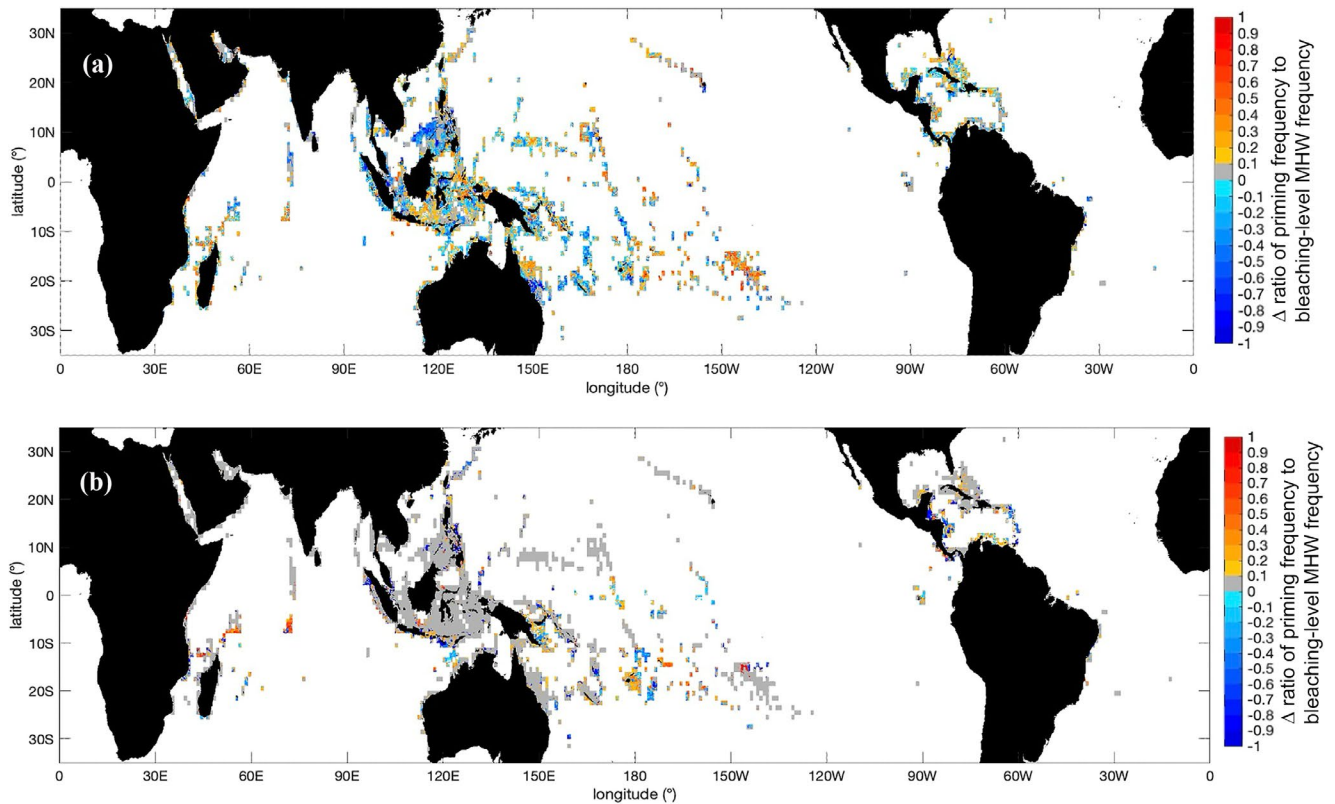 (a)
30N
20N
10N
0
10S
20S
30S
latitude (°)
0 30E 60E 90E 120E 150E 180 150W 120W 90W 60W 30W 0
longitude (°)
1
0.9
0.8
0.7
0.6
0.5
0.4
0.3
0.2
0.1
0
-0.1
-0.2
-0.3
-0.4
-0.5
-0.6
-0.7
-0.8
-0.9
-1
Δ ratio of priming frequency to
bleaching-level MHW frequency
(b)
30N
20N
10N
0
10S
20S
30S
latitude (°)
0 30E 60E 90E 120E 150E 180 150W 120W 90W 60W 30W 0
longitude (°)
1
0.9
0.8
0.7
0.6
0.5
0.4
0.3
0.2
0.1
0
-0.1
-0.2
-0.3
-0.4
-0.5
-0.6
-0.7
-0.8
-0.9
-1
Δ ratio of priming frequency to
bleaching-level MHW frequency